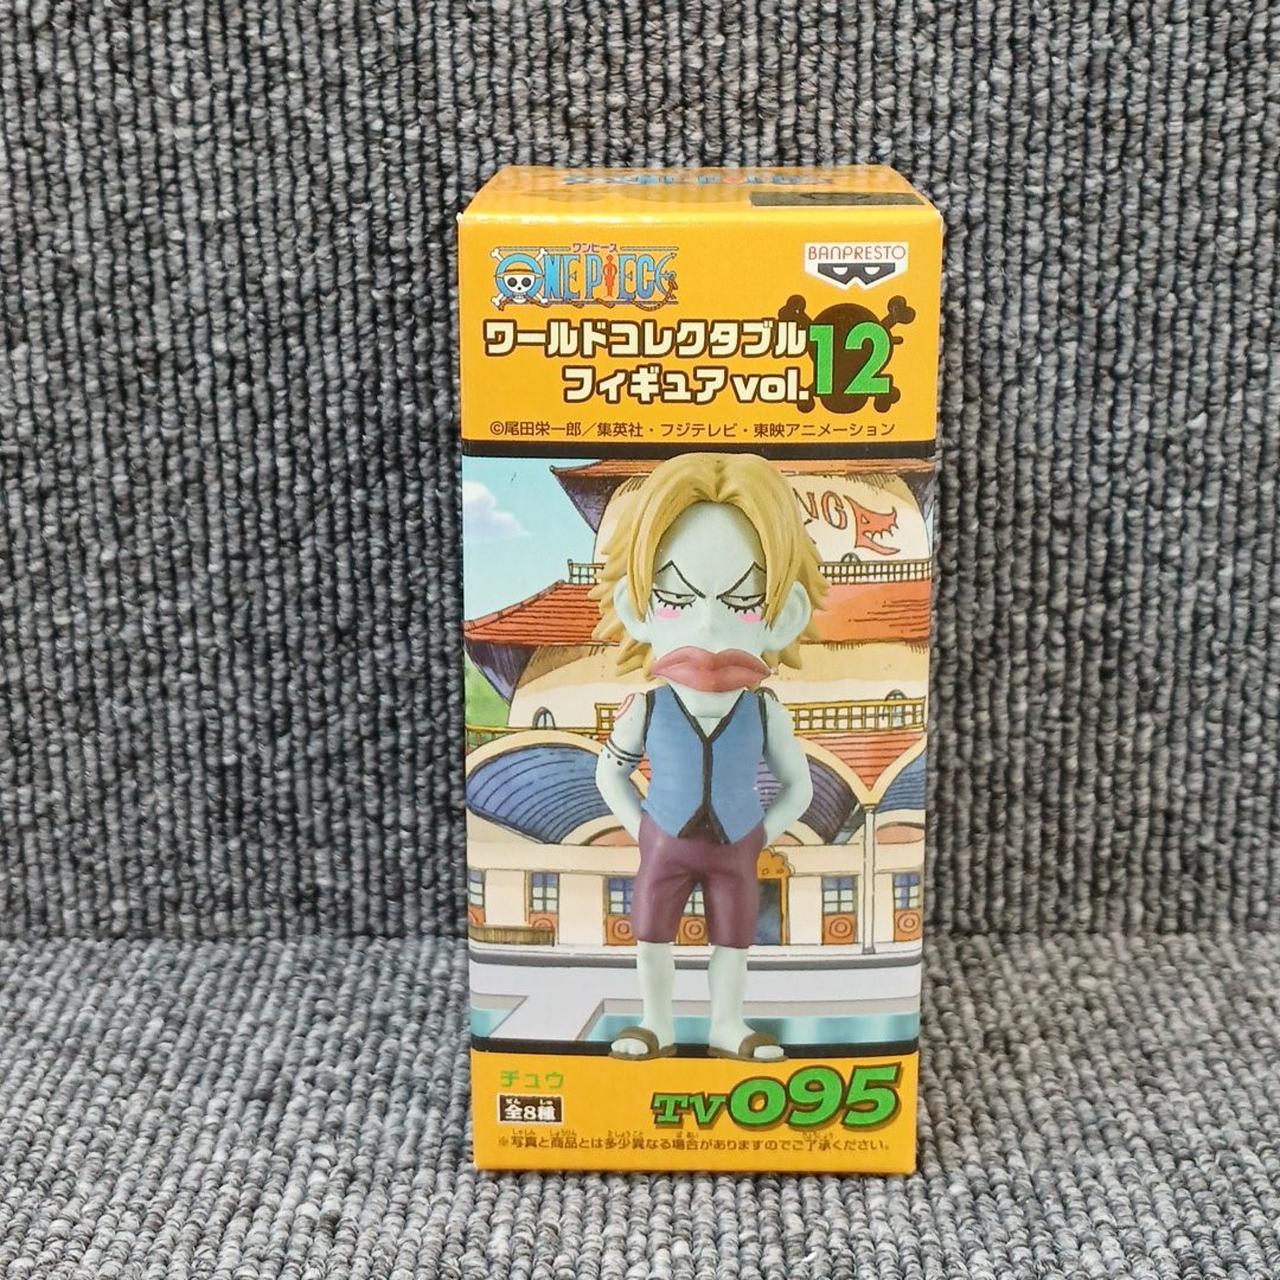 ワンピース
ONE PIECE
BANPRESTO
ワールドコレクタブル
フィギュア vol.12
©尾田栄一郎／集英社・フジテレビ・東映アニメーション
チュウ
全8種
TV095
※写真と商品とは多少異なる場合がありますのでご了承ください。